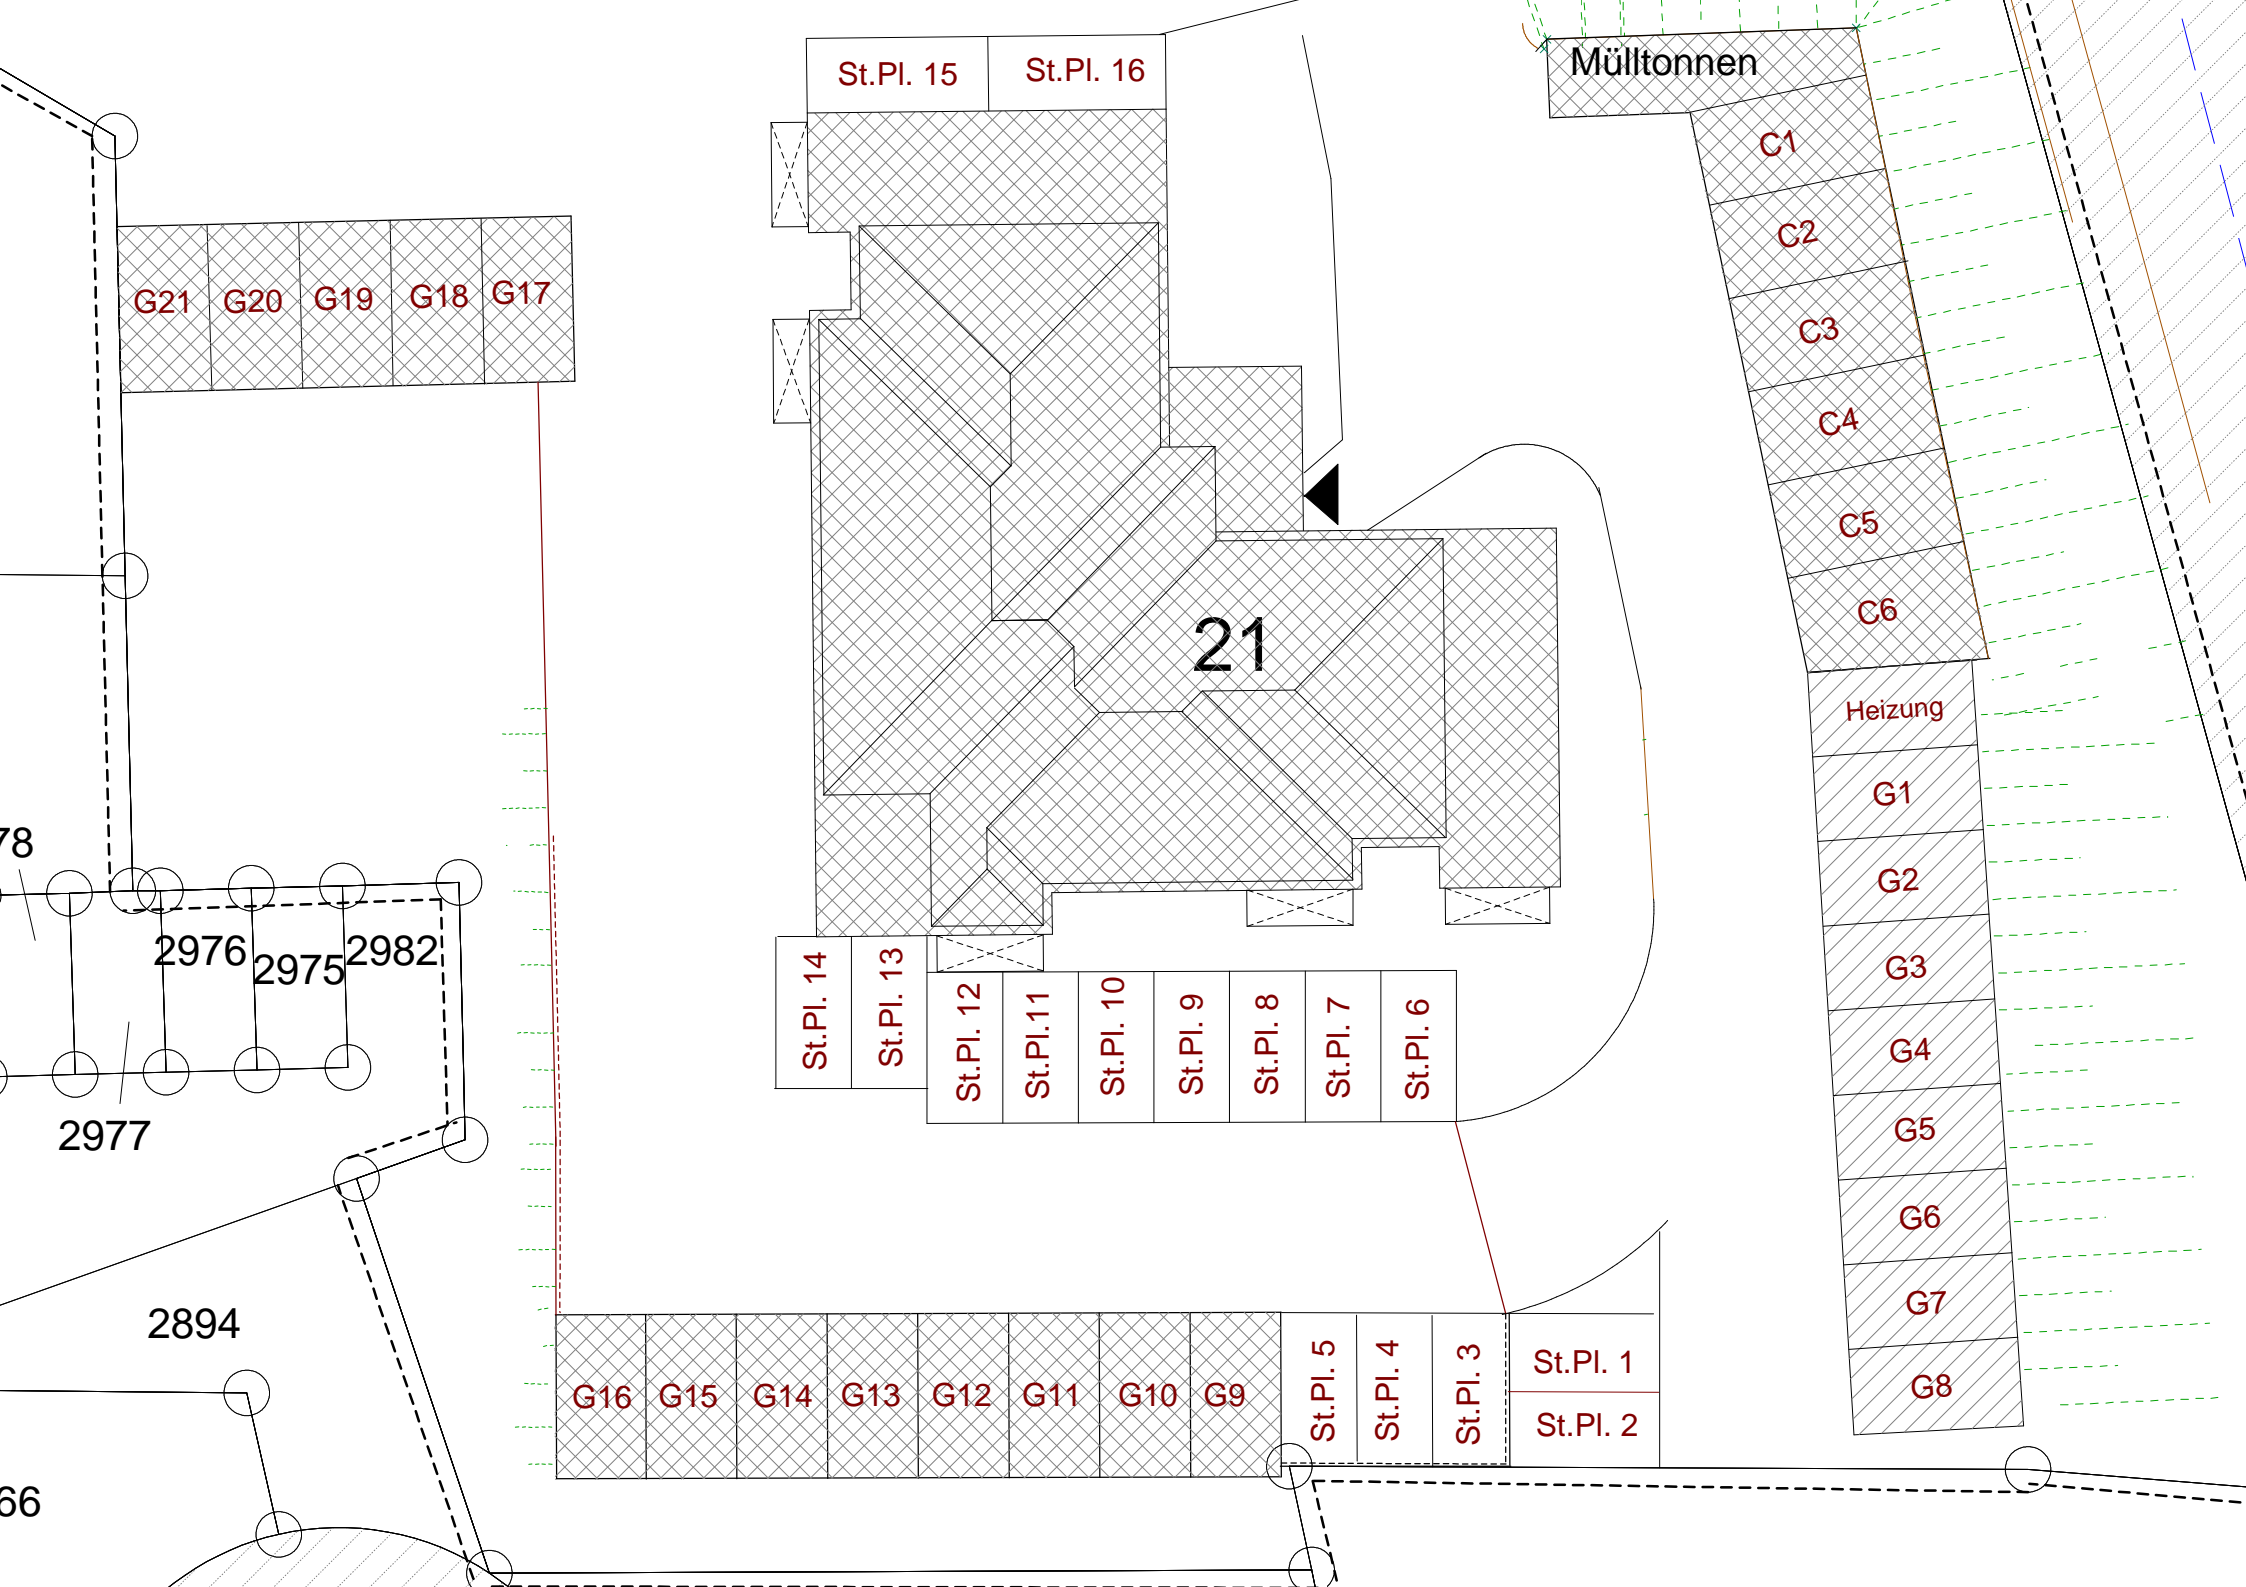 St.Pl. 15
St.Pl. 16
Mülltonnen
C1
C2
C3
C4
C5
C6
G21
G20
G19
G18
G17
21
Heizung
G1
G2
G3
G4
G5
G6
G7
G8
78
2976
2975
2982
2977
St.Pl. 14
St.Pl. 13
St.Pl. 12
St.Pl.11
St.Pl. 10
St.Pl. 9
St.Pl. 8
St.Pl. 7
St.Pl. 6
2894
66
G16
G15
G14
G13
G12
G11
G10
G9
St.Pl. 5
St.Pl. 4
St.Pl. 3
St.Pl. 1
St.Pl. 2